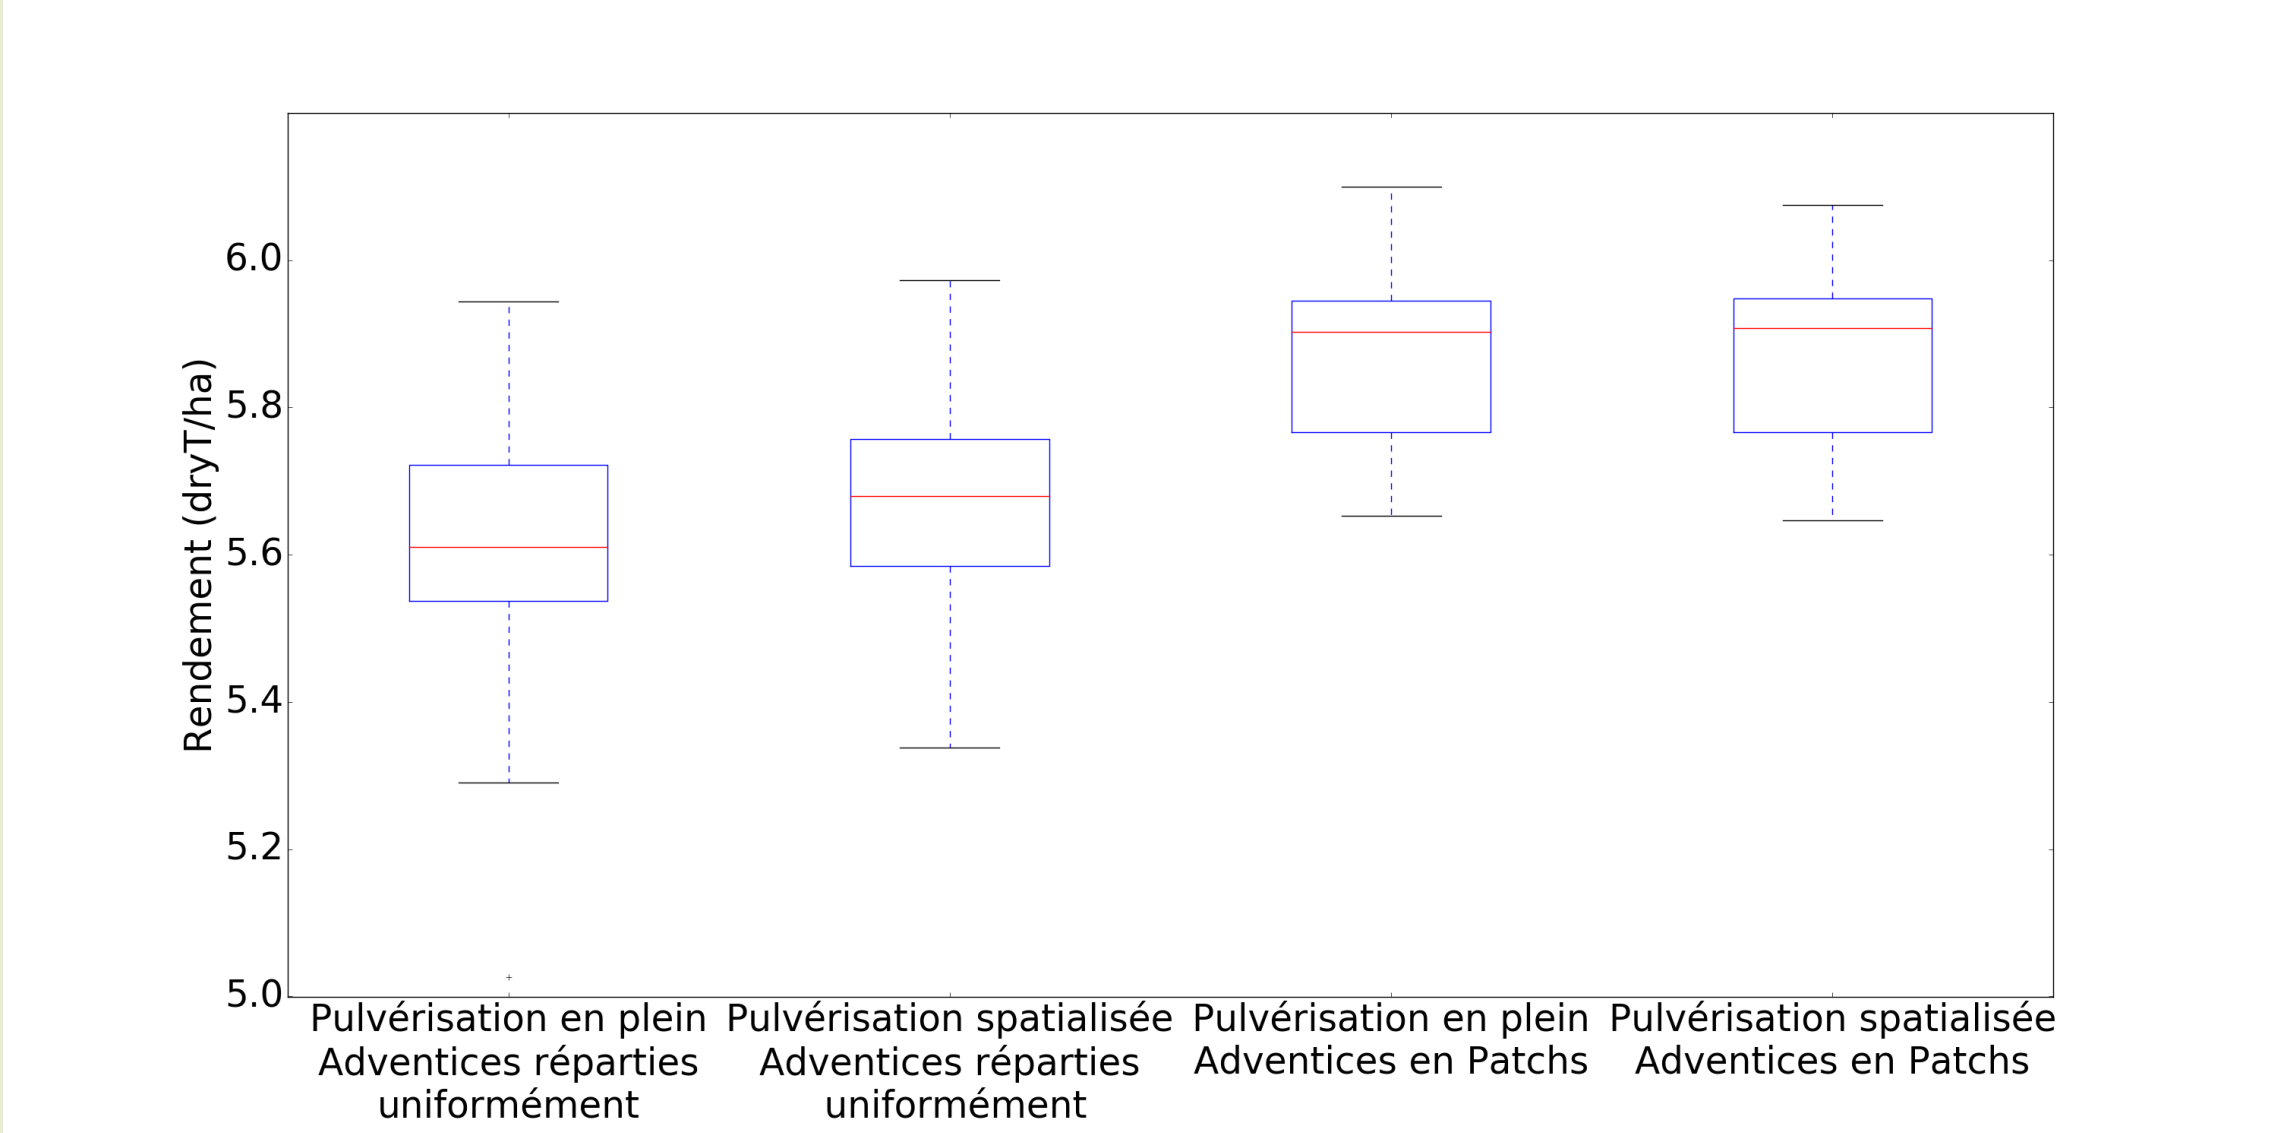 Rendement (dryT/ha)
6.0
5.8
5.6
5.4
5.2
5.0
Pulvérisation en plein
Adventices réparties
uniformément
Pulvérisation spatialisée
Adventices réparties
uniformément
Pulvérisation en plein
Adventices en Patchs
Pulvérisation spatialisée
Adventices en Patchs